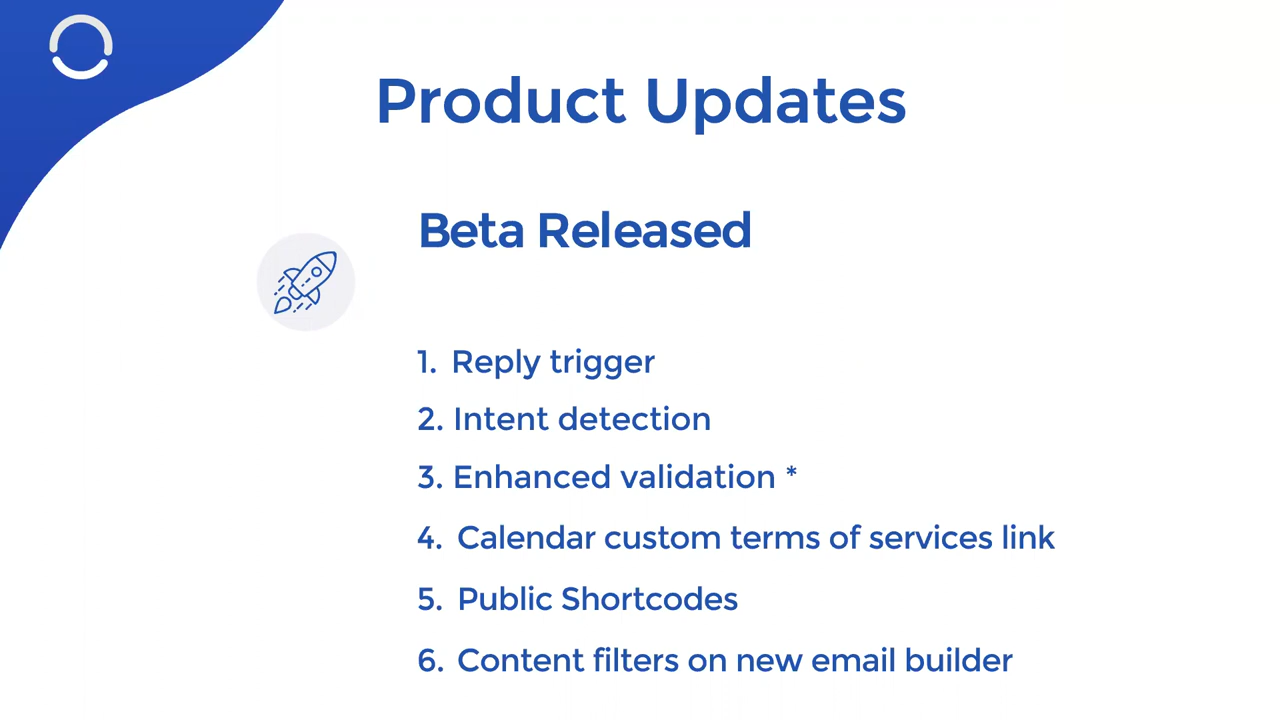 Product Updates
Beta Released
1. Reply trigger
2. Intent detection
3. Enhanced validation *
4. Calendar custom terms of services link
5. Public Shortcodes
6. Content filters on new email builder